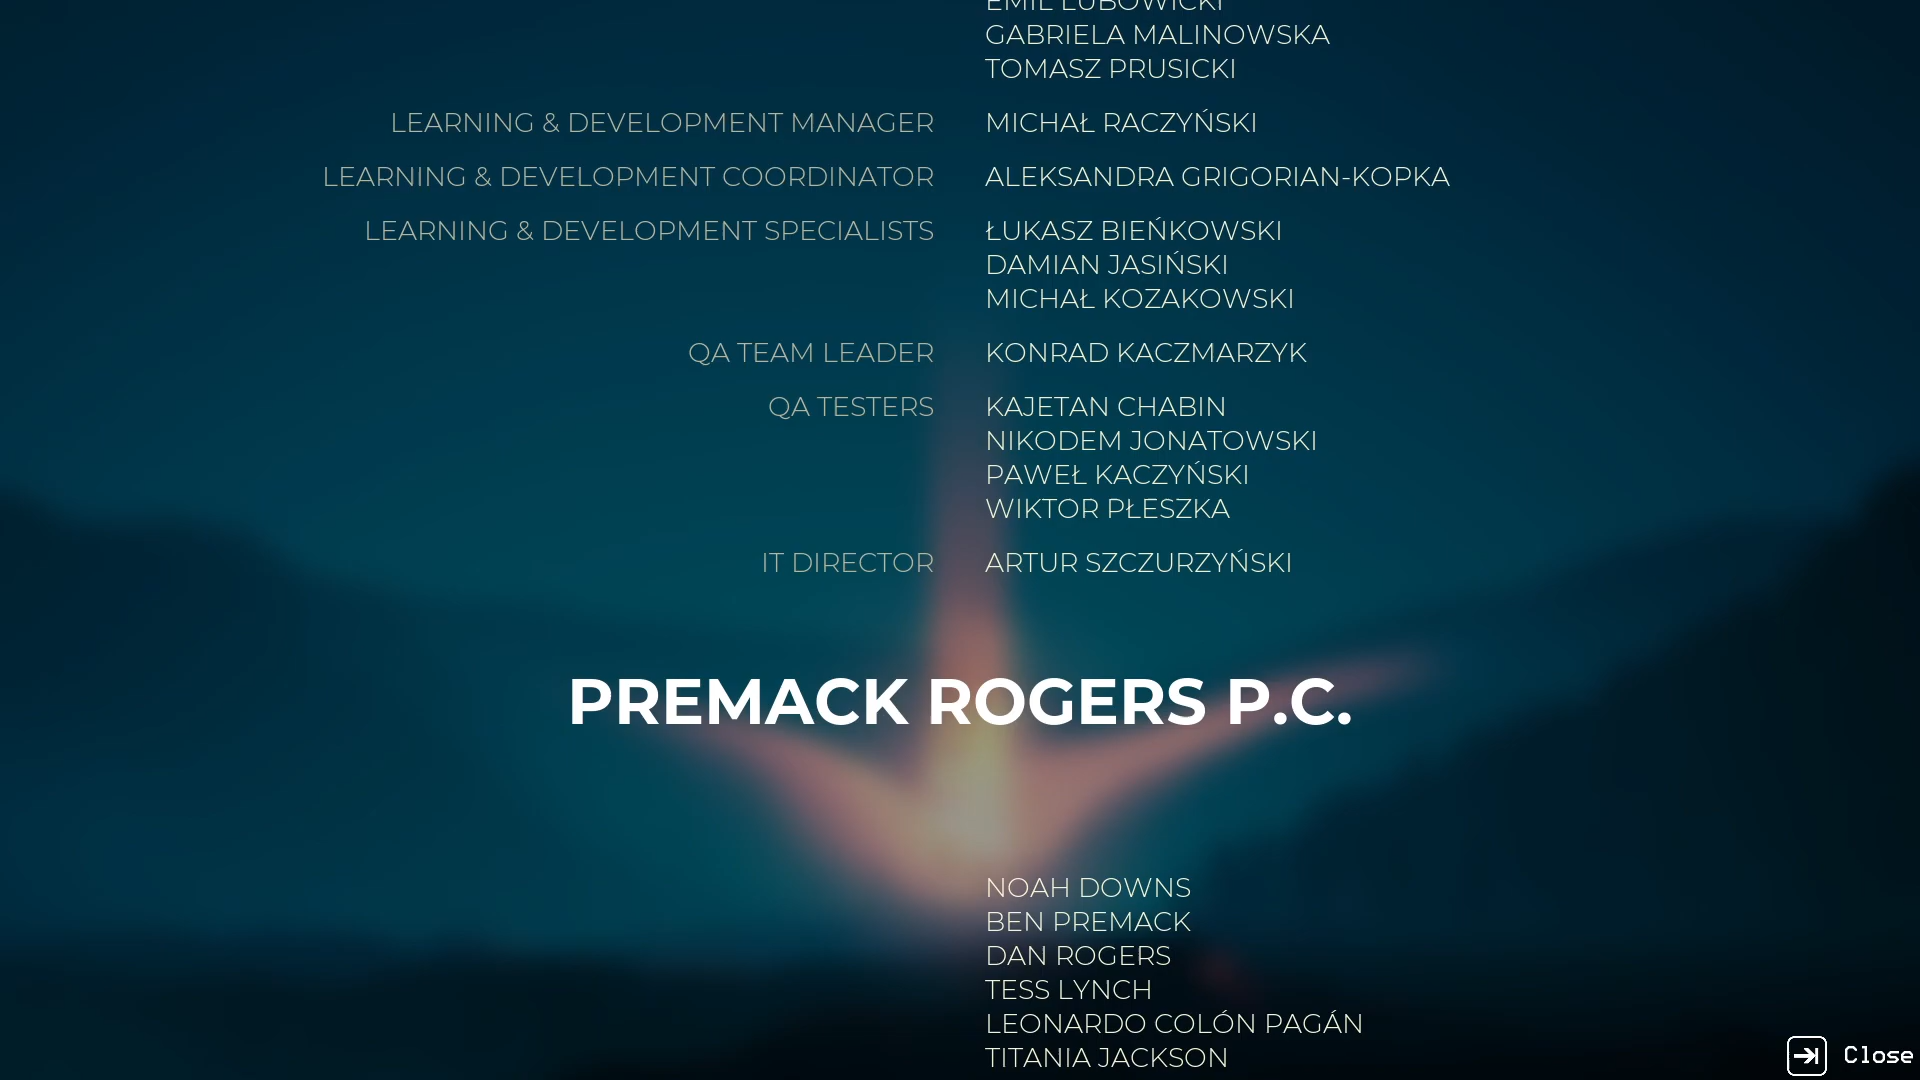 EMIL LUBOWICKI
GABRIELA MALINOWSKA
TOMASZ PRUSICKI
LEARNING & DEVELOPMENT MANAGER MICHAŁ RACZYŃSKI
LEARNING & DEVELOPMENT COORDINATOR ALEKSANDRA GRIGORIAN-KOPKA
LEARNING & DEVELOPMENT SPECIALISTS ŁUKASZ BIEŃKOWSKI
DAMIAN JASIŃSKI
MICHAŁ KOZAKOWSKI
QA TEAM LEADER KONRAD KACZMARZYK
QA TESTERS KAJETAN CHABIN
NIKODEM JONATOWSKI
PAWEŁ KACZYŃSKI
WIKTOR PŁESZKA
IT DIRECTOR ARTUR SZCZURZYŃSKI
PREMACK ROGERS P.C.
NOAH DOWNS
BEN PREMACK
DAN ROGERS
TESS LYNCH
LEONARDO COLÓN PAGÁN
TITANIA JACKSON
Close